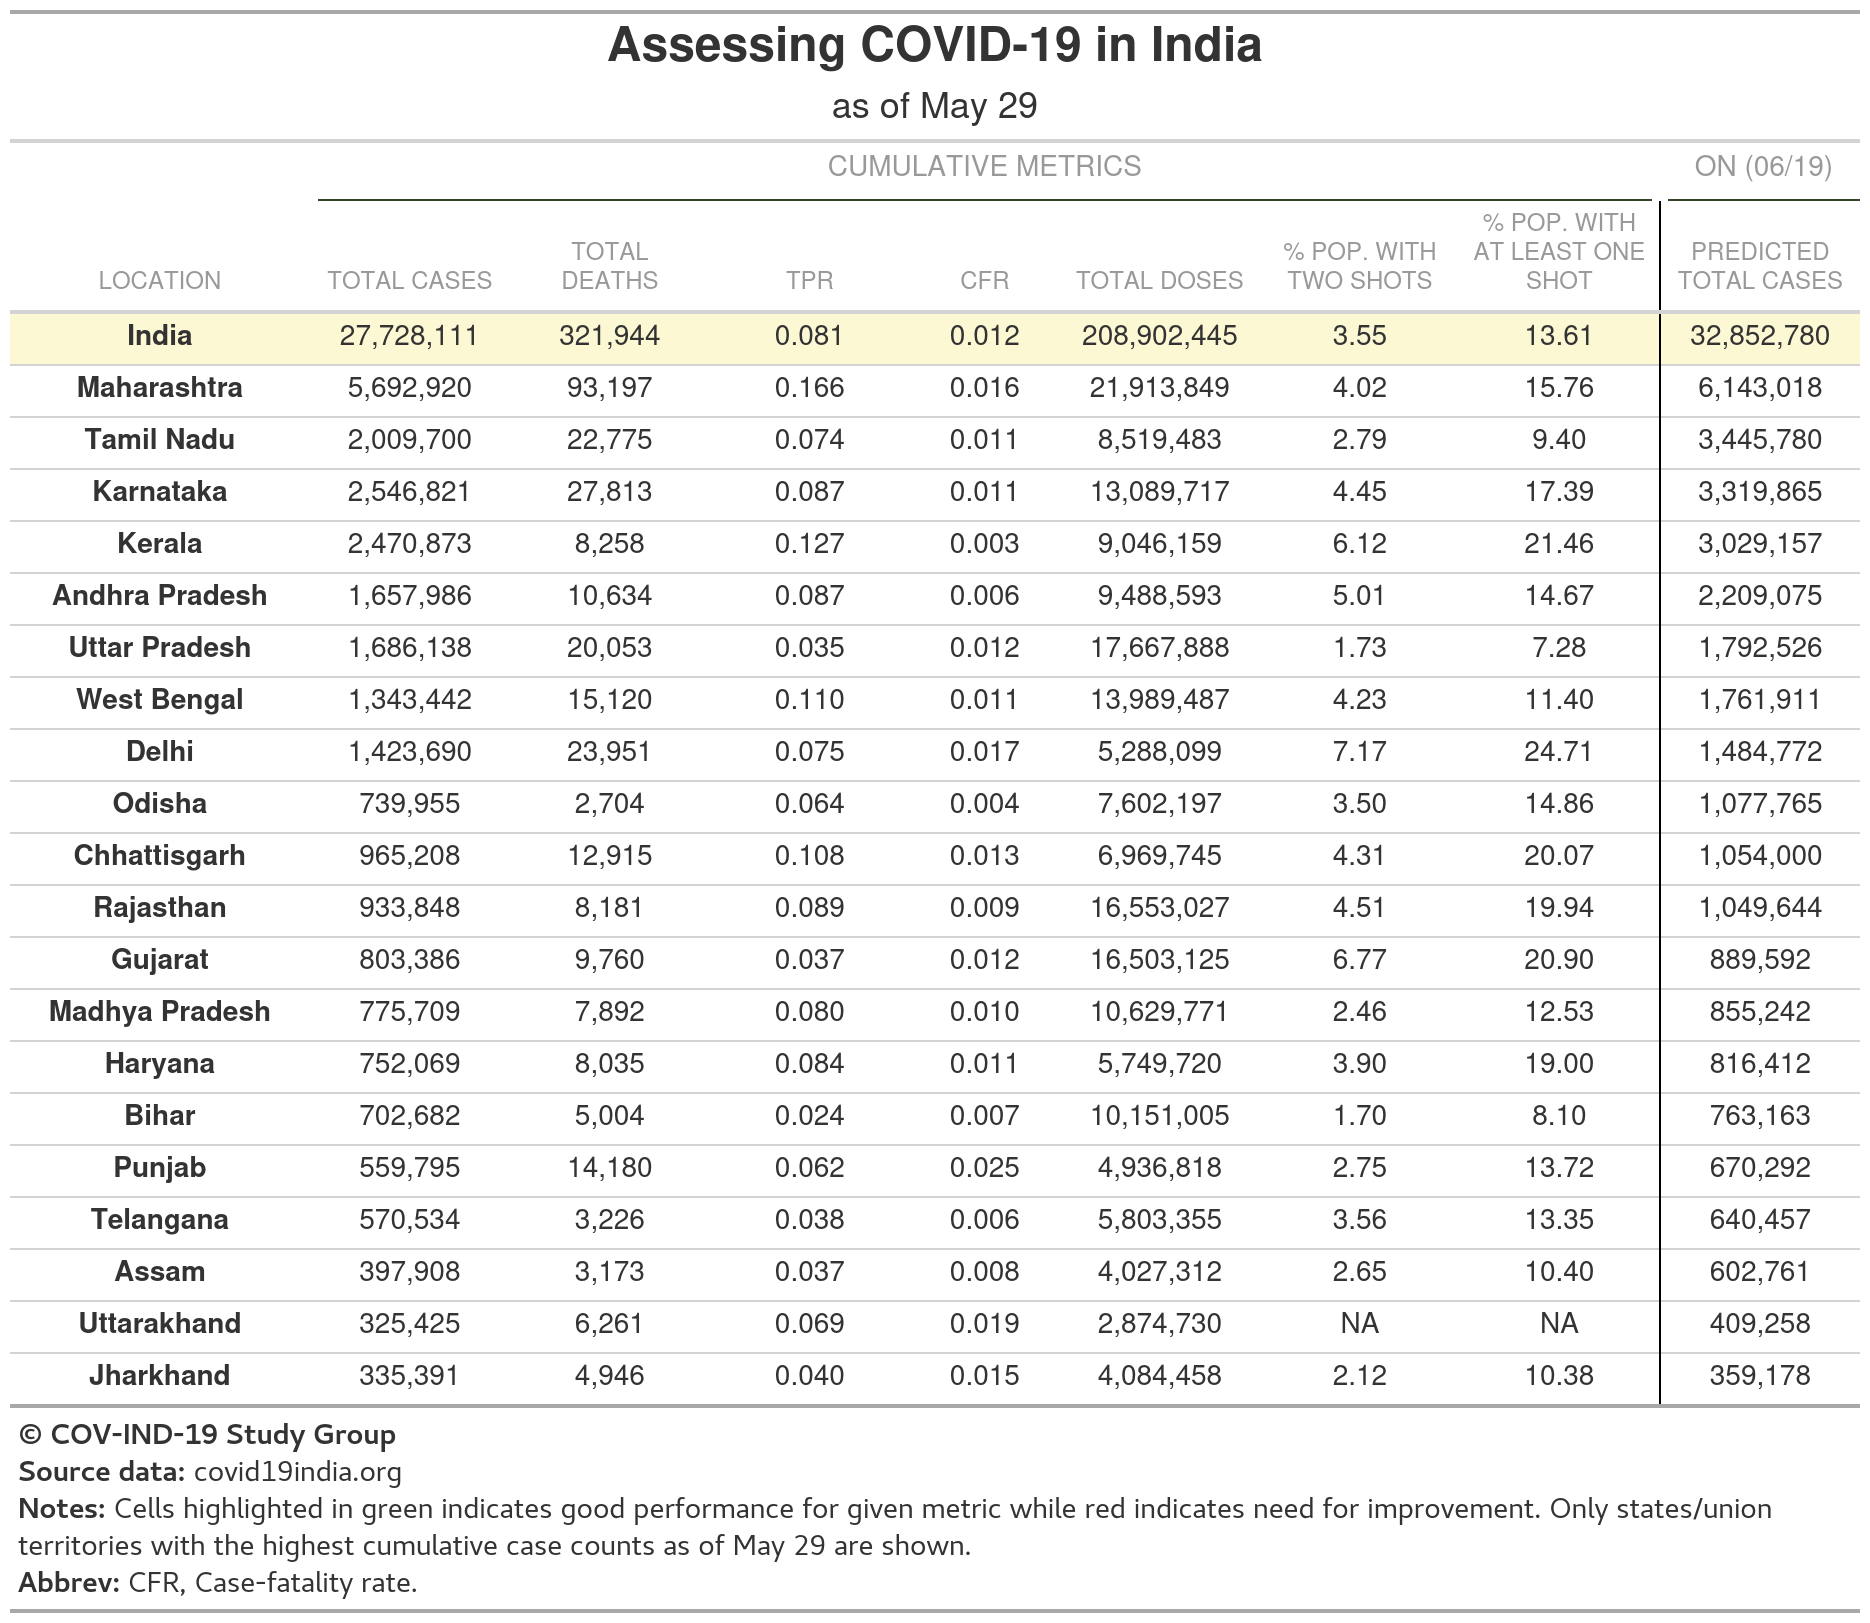 Assessing COVID-19 in India
as of May 29
CUMULATIVE METRICS ON (06/19)
LOCATION TOTAL CASES TOTAL DEATHS TPR CFR TOTAL DOSES % POP. WITH TWO SHOTS % POP. WITH AT LEAST ONE SHOT PREDICTED TOTAL CASES
India 27,728,111 321,944 0.081 0.012 208,902,445 3.55 13.61 32,852,780
Maharashtra 5,692,920 93,197 0.166 0.016 21,913,849 4.02 15.76 6,143,018
Tamil Nadu 2,009,700 22,775 0.074 0.011 8,519,483 2.79 9.40 3,445,780
Karnataka 2,546,821 27,813 0.087 0.011 13,089,717 4.45 17.39 3,319,865
Kerala 2,470,873 8,258 0.127 0.003 9,046,159 6.12 21.46 3,029,157
Andhra Pradesh 1,657,986 10,634 0.087 0.006 9,488,593 5.01 14.67 2,209,075
Uttar Pradesh 1,686,138 20,053 0.035 0.012 17,667,888 1.73 7.28 1,792,526
West Bengal 1,343,442 15,120 0.110 0.011 13,989,487 4.23 11.40 1,761,911
Delhi 1,423,690 23,951 0.075 0.017 5,288,099 7.17 24.71 1,484,772
Odisha 739,955 2,704 0.064 0.004 7,602,197 3.50 14.86 1,077,765
Chhattisgarh 965,208 12,915 0.108 0.013 6,969,745 4.31 20.07 1,054,000
Rajasthan 933,848 8,181 0.089 0.009 16,553,027 4.51 19.94 1,049,644
Gujarat 803,386 9,760 0.037 0.012 16,503,125 6.77 20.90 889,592
Madhya Pradesh 775,709 7,892 0.080 0.010 10,629,771 2.46 12.53 855,242
Haryana 752,069 8,035 0.084 0.011 5,749,720 3.90 19.00 816,412
Bihar 702,682 5,004 0.024 0.007 10,151,005 1.70 8.10 763,163
Punjab 559,795 14,180 0.062 0.025 4,936,818 2.75 13.72 670,292
Telangana 570,534 3,226 0.038 0.006 5,803,355 3.56 13.35 640,457
Assam 397,908 3,173 0.037 0.008 4,027,312 2.65 10.40 602,761
Uttarakhand 325,425 6,261 0.069 0.019 2,874,730 NA NA 409,258
Jharkhand 335,391 4,946 0.040 0.015 4,084,458 2.12 10.38 359,178
© COV-IND-19 Study Group
Source data: covid19india.org
Notes: Cells highlighted in green indicates good performance for given metric while red indicates need for improvement. Only states/union
territories with the highest cumulative case counts as of May 29 are shown.
Abbrev: CFR, Case-fatality rate.